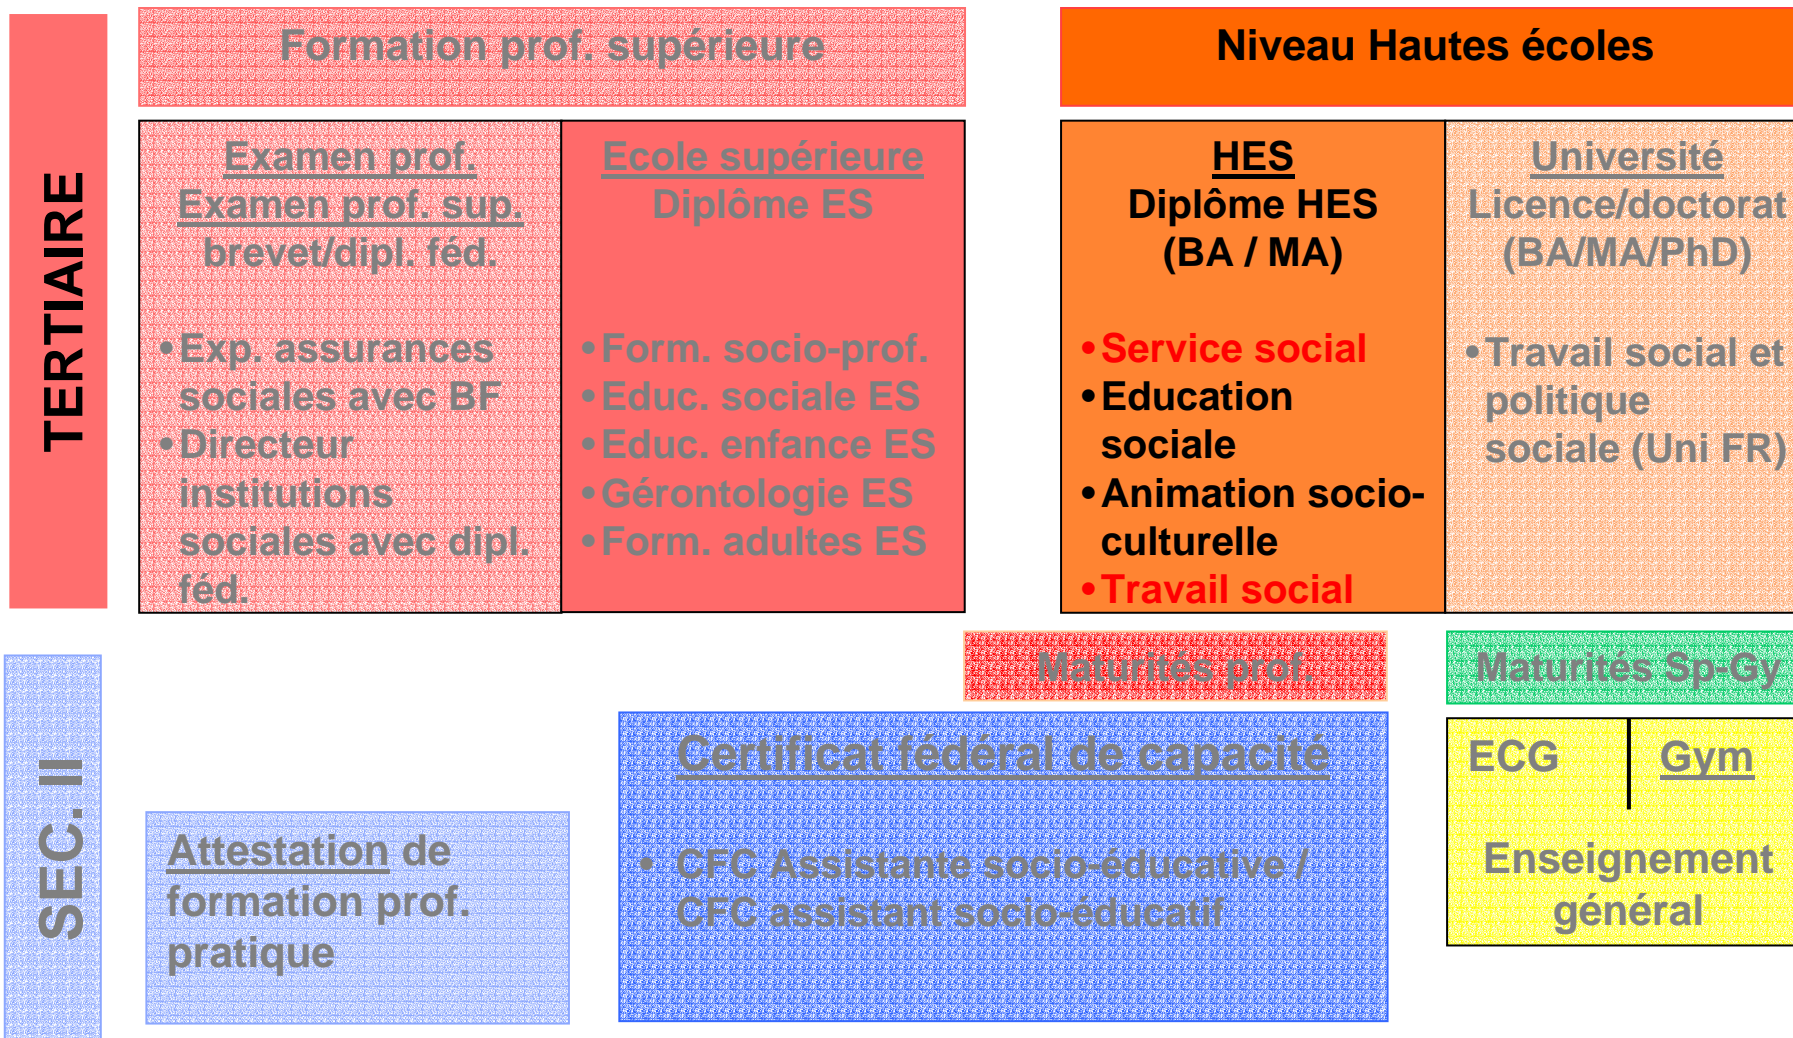 TERTIAIRE
Formation prof. supérieure
Examen prof.
Examen prof. sup.
brevet/dipl. féd.
•Exp. assurances
sociales avec BF
•Directeur
institutions
sociales avec dipl.
féd.
Ecole supérieure
Diplôme ES
•Form. socio-prof.
•Educ. sociale ES
•Educ. enfance ES
•Gérontologie ES
•Form. adultes ES
Niveau Hautes écoles
HES
Diplôme HES
(BA / MA)
•Service social
•Education
sociale
•Animation socio-
culturelle
•Travail social
Université
Licence/doctorat
(BA/MA/PhD)
•Travail social et
politique
sociale (Uni FR)
SEC. II
Attestation de
formation prof.
pratique
Maturités prof.
Certificat fédéral de capacité
• CFC Assistante socio-éducative /
CFC assistant socio-éducatif
Maturités Sp-Gy
ECG
Gym
Enseignement
général